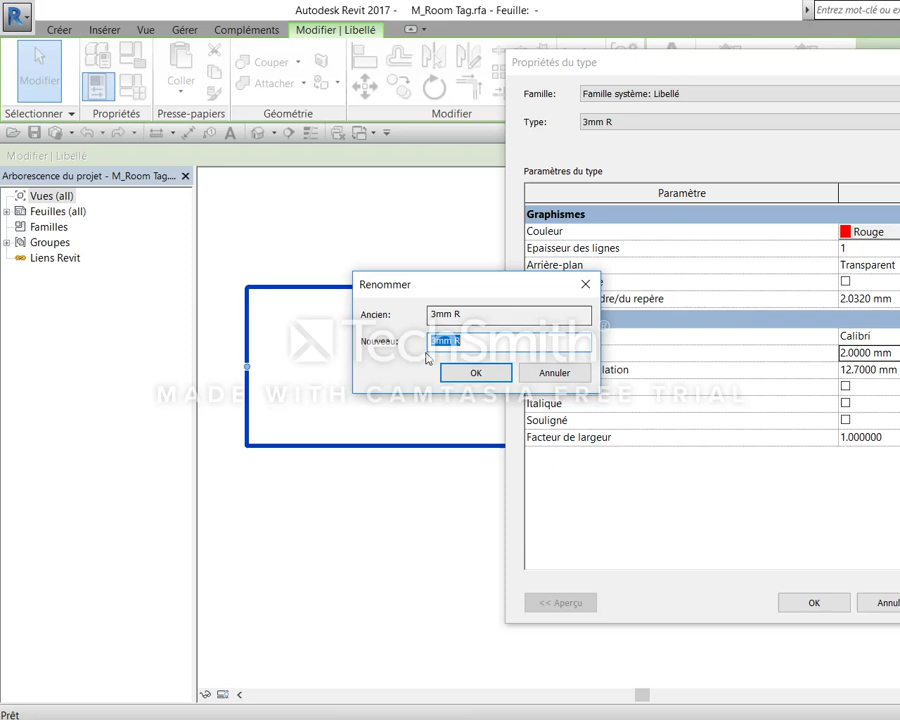 Autodesk Revit 2017 -    M_Room Tag.rfa - Feuille: -
Entrez mot-clé ou
Créer Insérer Vue Gérer Compléments Modifier | Libellé
Modifier
Coller
Couper
Attacher
Sélectionner Propriétés Presse-papiers Géométrie Modifier
Modifier | Libellé
Arborescence du projet - M_Room Tag....
Vues (all)
Feuilles (all)
Familles
Groupes
Liens Revit
Propriétés du type
Famille: Famille système: Libellé
Type: 3mm R
Paramètres du type
Paramètre
Graphismes
Couleur Rouge
Epaisseur des lignes 1
Arrière-plan Transparent
dre/du repère 2.0320 mm
Calibri
2.0000 mm
lation 12.7000 mm
Italique
Souligné
Facteur de largeur 1.000000
Renommer
Ancien: 3mm R
Nouveau: 3mm R
OK Annuler
TechSmith®
MADE WITH CAMTASIA FREE TRIAL
<< Aperçu OK Annul
Prêt